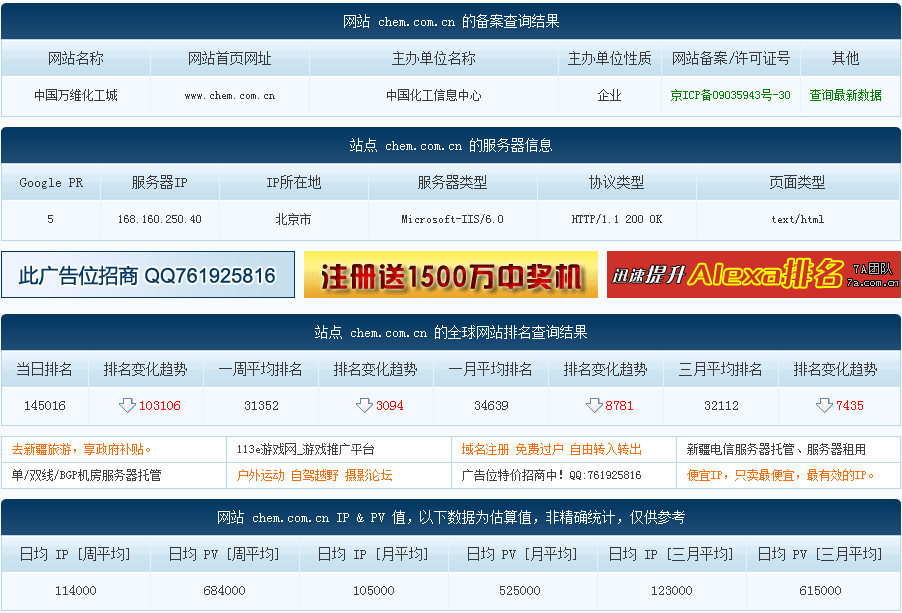 网站 chem.com.cn 的备案查询结果
网站名称 网站首页网址 主办单位名称 主办单位性质 网站备案/许可证号 其他
中国万维化工城 www.chem.com.cn 中国化工信息中心 企业 京ICP备09035943号-30 查询最新数据
站点 chem.com.cn 的服务器信息
Google PR 服务器IP IP所在地 服务器类型 协议类型 页面类型
5 168.160.250.40 北京市 Microsoft-IIS/6.0 HTTP/1.1 200 OK text/html
此广告位招商 QQ761925816 注册送1500万中奖机 迅速提升Alexa排名 7A团队
7a.com.cn
站点 chem.com.cn 的全球网站排名查询结果
当日排名 排名变化趋势 一周平均排名 排名变化趋势 一月平均排名 排名变化趋势 三月平均排名 排名变化趋势
145016 103106 31352 3094 34639 8781 32112 7435
去新疆旅游，享政府补贴。 113e游戏网_游戏推广平台 域名注册 免费过户 自由转入转出 新疆电信服务器托管、服务器租用
单/双线/BGP机房服务器托管 户外运动 自驾越野 摄影论坛 广告位特价招商中! QQ:761925816 便宜IP，只卖最便宜，最有效的IP。
网站 chem.com.cn IP & PV 值，以下数据为估算值，非精确统计，仅供参考
日均 IP [周平均] 日均 PV [周平均] 日均 IP [月平均] 日均 PV [月平均] 日均 IP [三月平均] 日均 PV [三月平均]
114000 684000 105000 525000 123000 615000